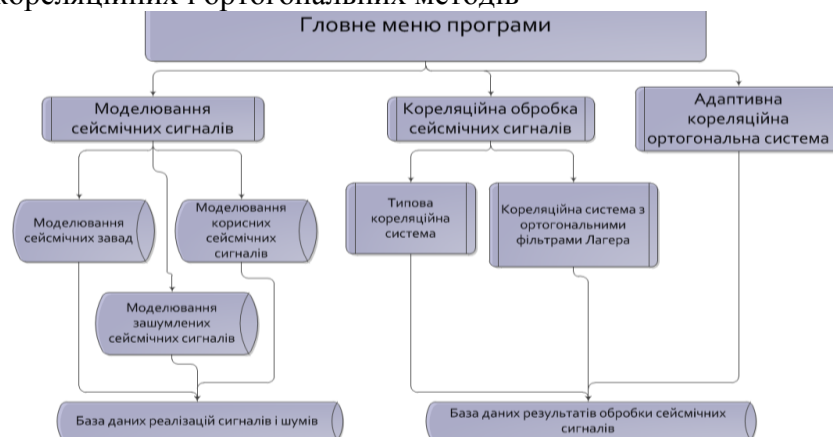 кореляційних і ортогональних методів
Гловне меню програми
Моделювання
сейсмічних сигналів
Кореляційна обробка
сейсмічних сигналів
Адаптивна
кореляційна
ортогональна система
Моделювання
сейсмічних завад
Моделювання
корисних
сейсмічних
сигналів
Типова
кореляційна
система
Кореляційна система з
ортогональними
фільтрами Лагера
Моделювання
зашумлених
сейсмічних сигналів
База даних реалізацій сигналів і шумів
База даних результатів обробки сейсмічних
сигналів